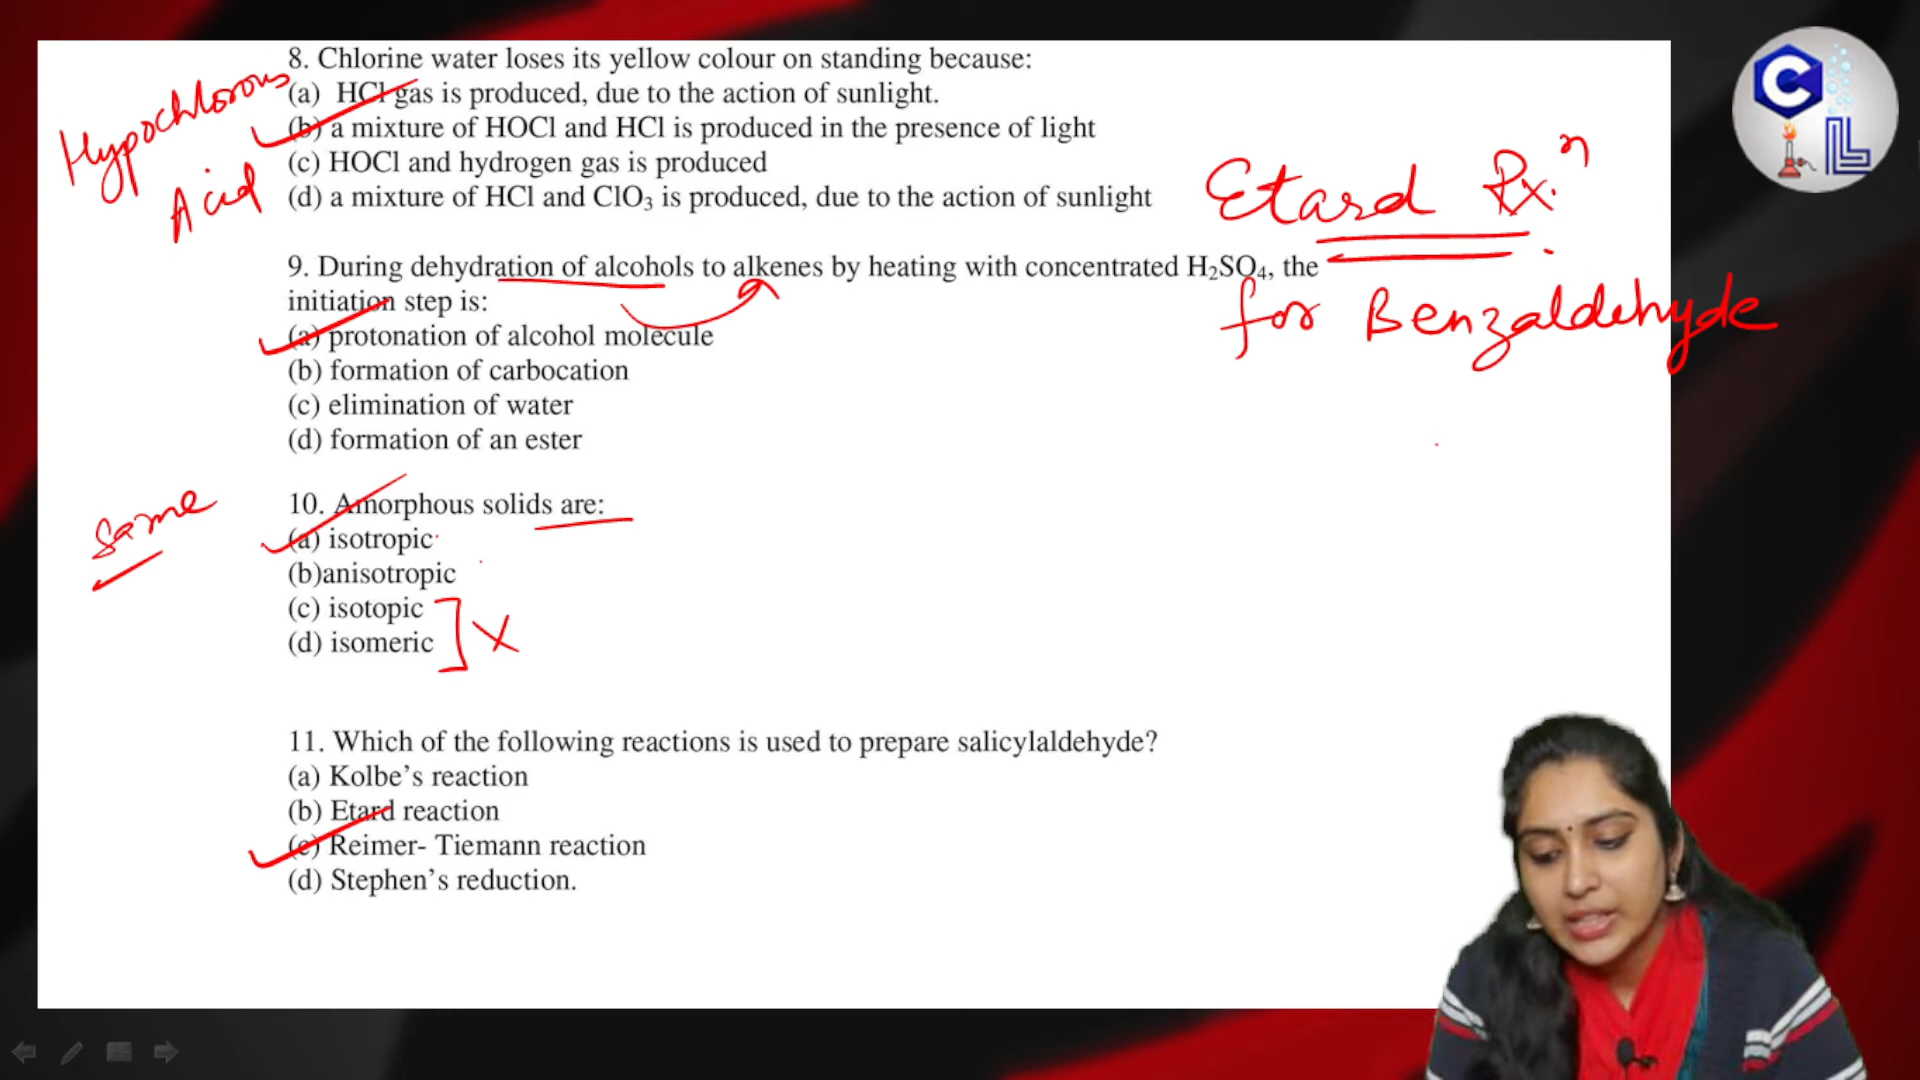 8. Chlorine water loses its yellow colour on standing because:
(a) HCl gas is produced, due to the action of sunlight.
(b) a mixture of HOCl and HCl is produced in the presence of light
(c) HOCl and hydrogen gas is produced
(d) a mixture of HCl and ClO₃ is produced, due to the action of sunlight
Hypochlorous
Acid
Etard Rx.n
for Benzaldehyde
9. During dehydration of alcohols to alkenes by heating with concentrated H₂SO₄, the
initiation step is:
(a) protonation of alcohol molecule
(b) formation of carbocation
(c) elimination of water
(d) formation of an ester
Same
10. Amorphous solids are:
(a) isotropic
(b)anisotropic
(c) isotopic
(d) isomeric
X
11. Which of the following reactions is used to prepare salicylaldehyde?
(a) Kolbe’s reaction
(b) Etard reaction
(c) Reimer- Tiemann reaction
(d) Stephen’s reduction.
C
L